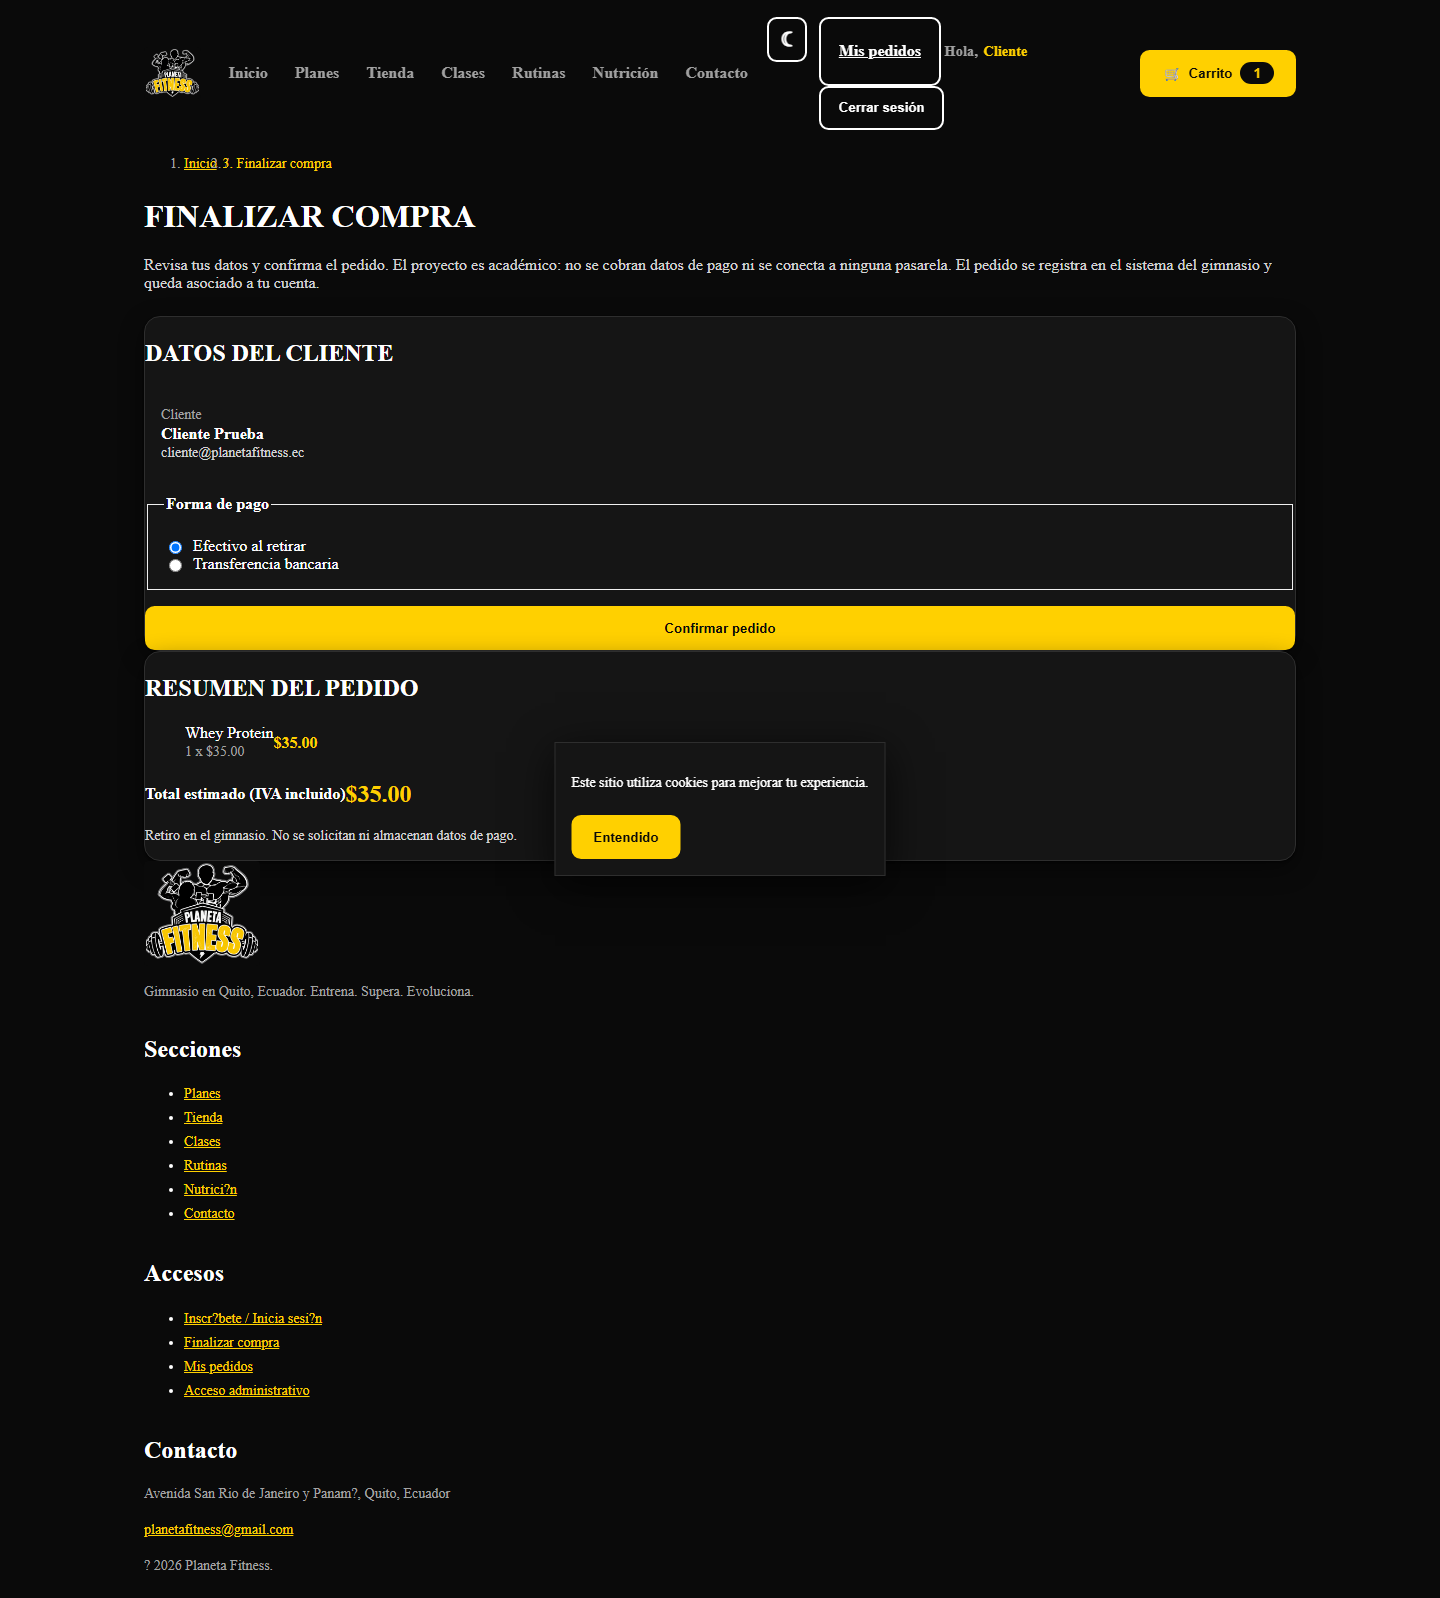 PLANETA
FITNESS
Inicio
Planes
Tienda
Clases
Rutinas
Nutrición
Contacto
Mis pedidos
Hola, Cliente
Cerrar sesión
🛒 Carrito 1
1. Inicio
2. 3. Finalizar compra
FINALIZAR COMPRA
Revisa tus datos y confirma el pedido. El proyecto es académico: no se cobran datos de pago ni se conecta a ninguna pasarela. El pedido se registra en el sistema del gimnasio y
queda asociado a tu cuenta.
DATOS DEL CLIENTE
Cliente
Cliente Prueba
cliente@planetafitness.ec
Forma de pago
Efectivo al retirar
Transferencia bancaria
Confirmar pedido
RESUMEN DEL PEDIDO
Whey Protein
1 x $35.00
$35.00
Total estimado (IVA incluido)$35.00
Retiro en el gimnasio. No se solicitan ni almacenan datos de pago.
Este sitio utiliza cookies para mejorar tu experiencia.
Entendido
PLANETA
FITNESS
Gimnasio en Quito, Ecuador. Entrena. Supera. Evoluciona.
Secciones
Planes
Tienda
Clases
Rutinas
Nutrici?n
Contacto
Accesos
Inscr?bete / Inicia sesi?n
Finalizar compra
Mis pedidos
Acceso administrativo
Contacto
Avenida San Rio de Janeiro y Panam?, Quito, Ecuador
planetafitness@gmail.com
? 2026 Planeta Fitness.